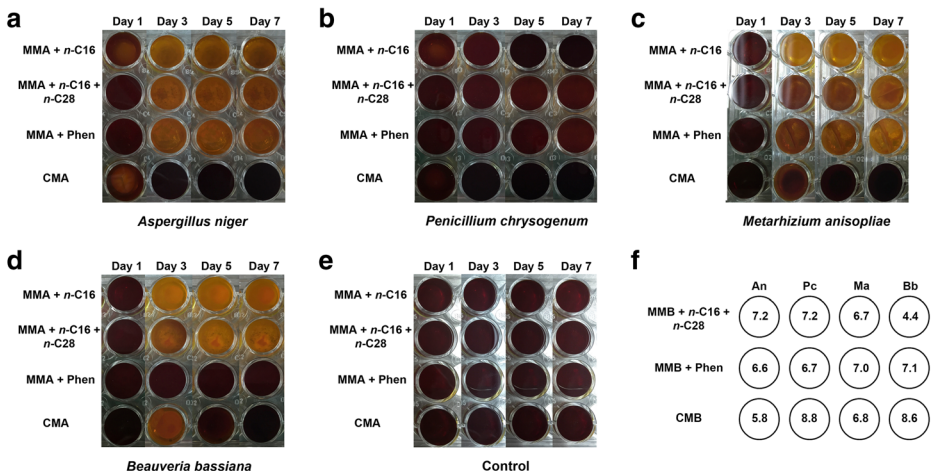 a
Day 1 Day 3 Day 5 Day 7
MMA + n-C16
MMA + n-C16 +
n-C28
MMA + Phen
CMA
Aspergillus niger
b
Day 1 Day 3 Day 5 Day 7
MMA + n-C16
MMA + n-C16 +
n-C28
MMA + Phen
CMA
Penicillium chrysogenum
c
Day 1 Day 3 Day 5 Day 7
MMA + n-C16
MMA + n-C16 +
n-C28
MMA + Phen
CMA
Metarhizium anisopliae
d
Day 1 Day 3 Day 5 Day 7
MMA + n-C16
MMA + n-C16 +
n-C28
MMA + Phen
CMA
Beauveria bassiana
e
Day 1 Day 3 Day 5 Day 7
MMA + n-C16
MMA + n-C16 +
n-C28
MMA + Phen
CMA
Control
f
An Pc Ma Bb
MMB + n-C16 +
n-C28
7.2 7.2 6.7 4.4
MMB + Phen 6.6 6.7 7.0 7.1
CMB 5.8 8.8 6.8 8.6